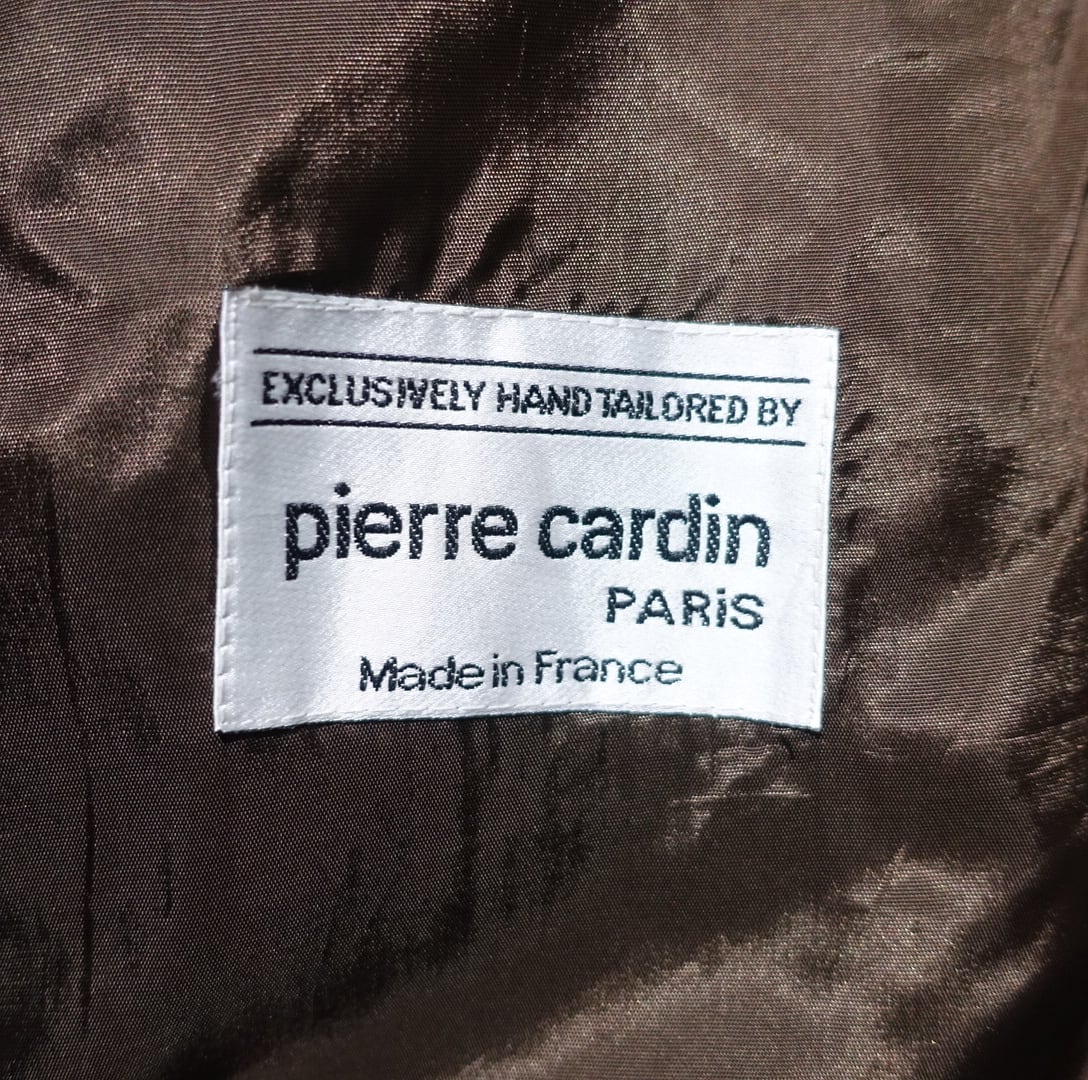 EXCLUSIVELY HAND TAILORED BY
pierre cardin
PARiS
Made in France